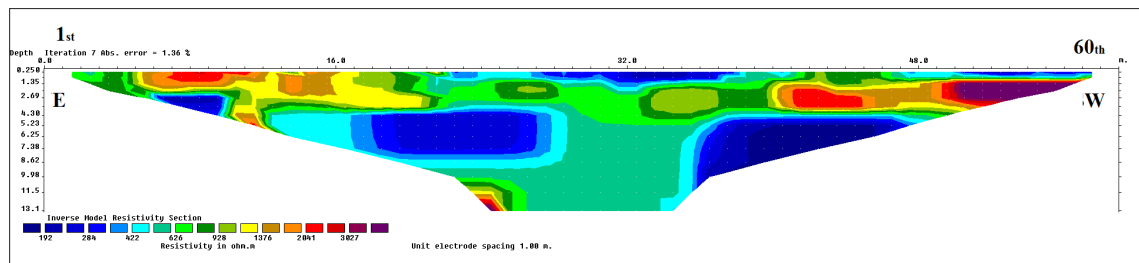 1st
Depth Iteration 7 Abs. error = 1.36 %
60th
0.0 16.0 32.0 48.0 m.
0.250
1.35
2.69
E
W
4.30
5.23
6.25
7.38
8.62
9.98
11.5
13.1
Inverse Model Resistivity Section
192 284 422 626 928 1376 2041 3027
Resistivity in ohm.m Unit electrode spacing 1.00 m.